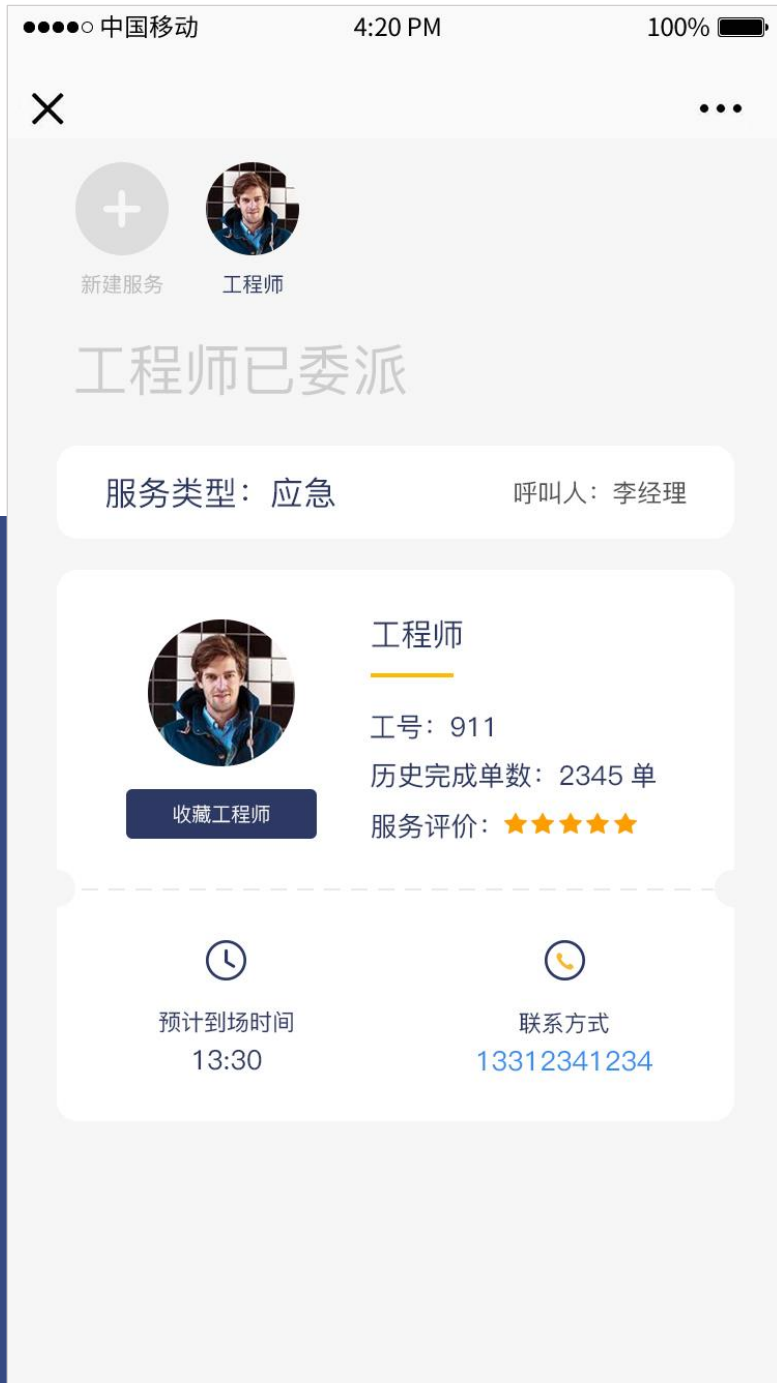 中国移动 4:20 PM 100%
新建服务 工程师
工程师已委派
服务类型：应急 呼叫人：李经理
工程师
工号：911
历史完成单数：2345 单
收藏工程师
服务评价：
预计到场时间 联系方式
13:30 13312341234